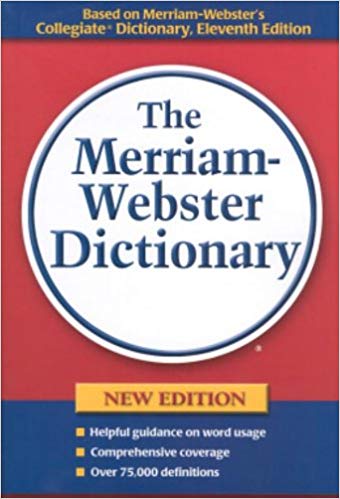 Based on Merriam-Webster's
Collegiate® Dictionary, Eleventh Edition
The
Merriam-
Webster
Dictionary
®
NEW EDITION
Helpful guidance on word usage
Comprehensive coverage
Over 75,000 definitions